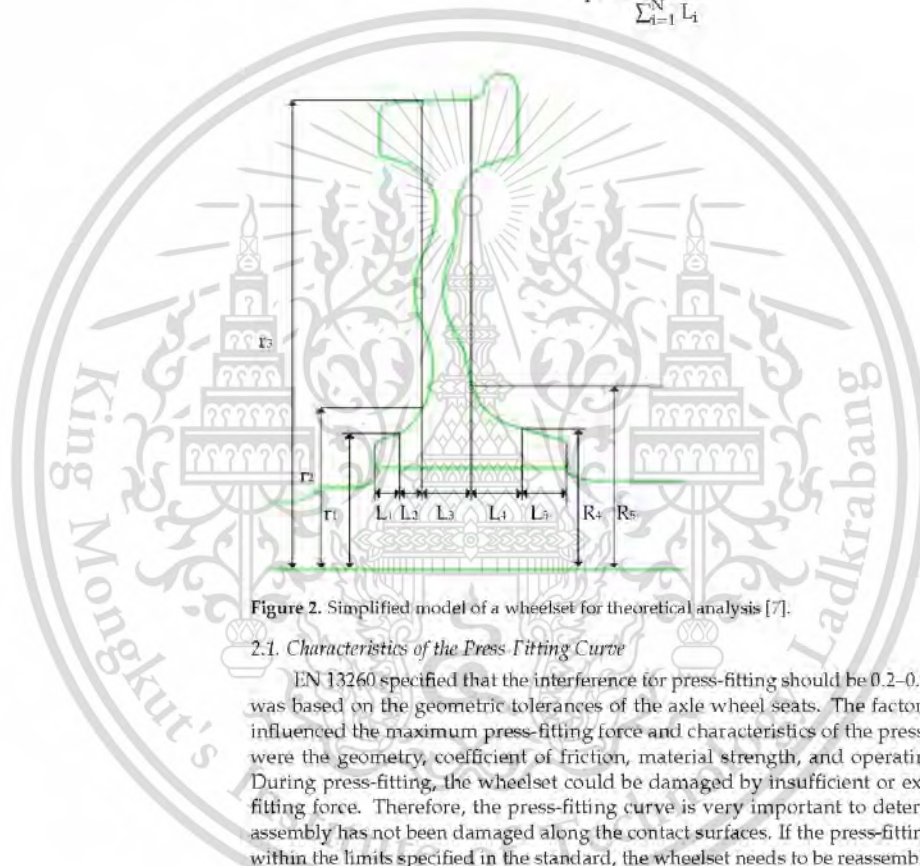 ∑ᴺᵢ₌₁ Lᵢ
r₃
r₂
r₁ L₁ L₂ L₃ L₄ L₅ R₄ R₅
King Mongkut's Institute of Technology Ladkrabang
Figure 2. Simplified model of a wheelset for theoretical analysis [7].
2.1. Characteristics of the Press-Fitting Curve
EN 13260 specified that the interference for press-fitting should be 0.2–0.
was based on the geometric tolerances of the axle wheel seats. The factor
influenced the maximum press-fitting force and characteristics of the press
were the geometry, coefficient of friction, material strength, and operatin
During press-fitting, the wheelset could be damaged by insufficient or ex
fitting force. Therefore, the press-fitting curve is very important to deter
assembly has not been damaged along the contact surfaces. If the press-fittin
within the limits specified in the standard, the wheelset needs to be reassemb